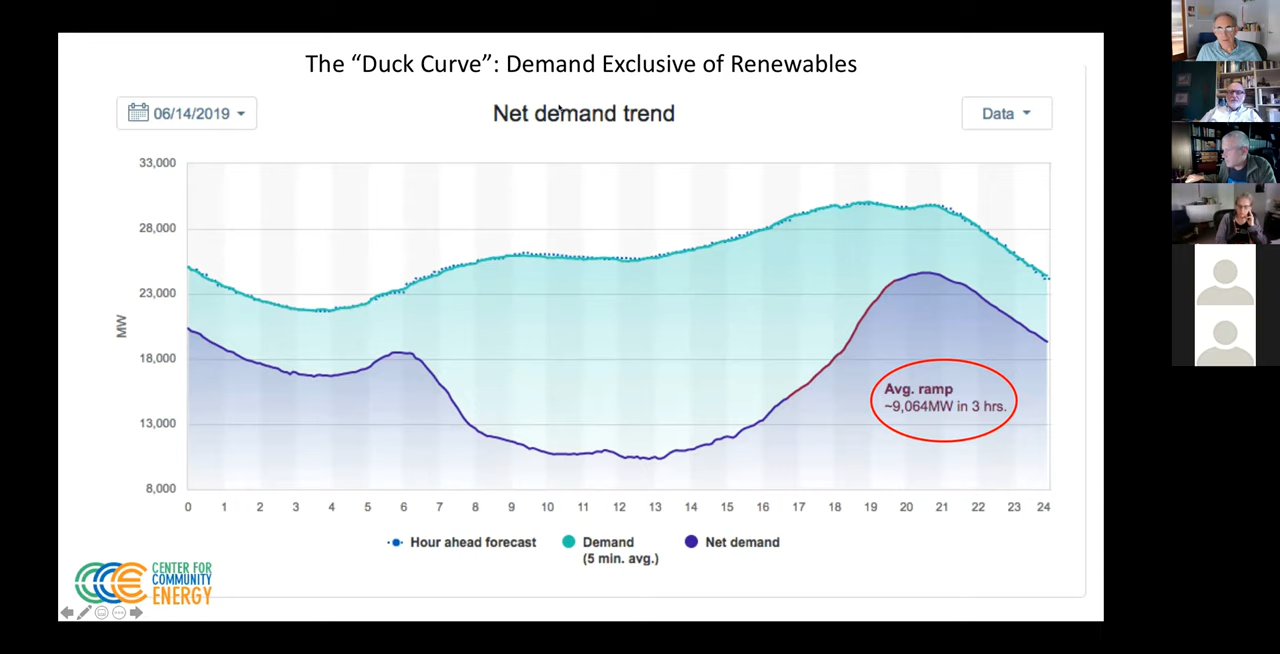 The “Duck Curve”: Demand Exclusive of Renewables
06/14/2019
Net demand trend
Data
33,000
28,000
23,000
18,000
13,000
8,000
MW
Avg. ramp
~9,064MW in 3 hrs.
0 1 2 3 4 5 6 7 8 9 10 11 12 13 14 15 16 17 18 19 20 21 22 23 24
Hour ahead forecast
Demand
(5 min. avg.)
Net demand
CENTER FOR
COMMUNITY
ENERGY